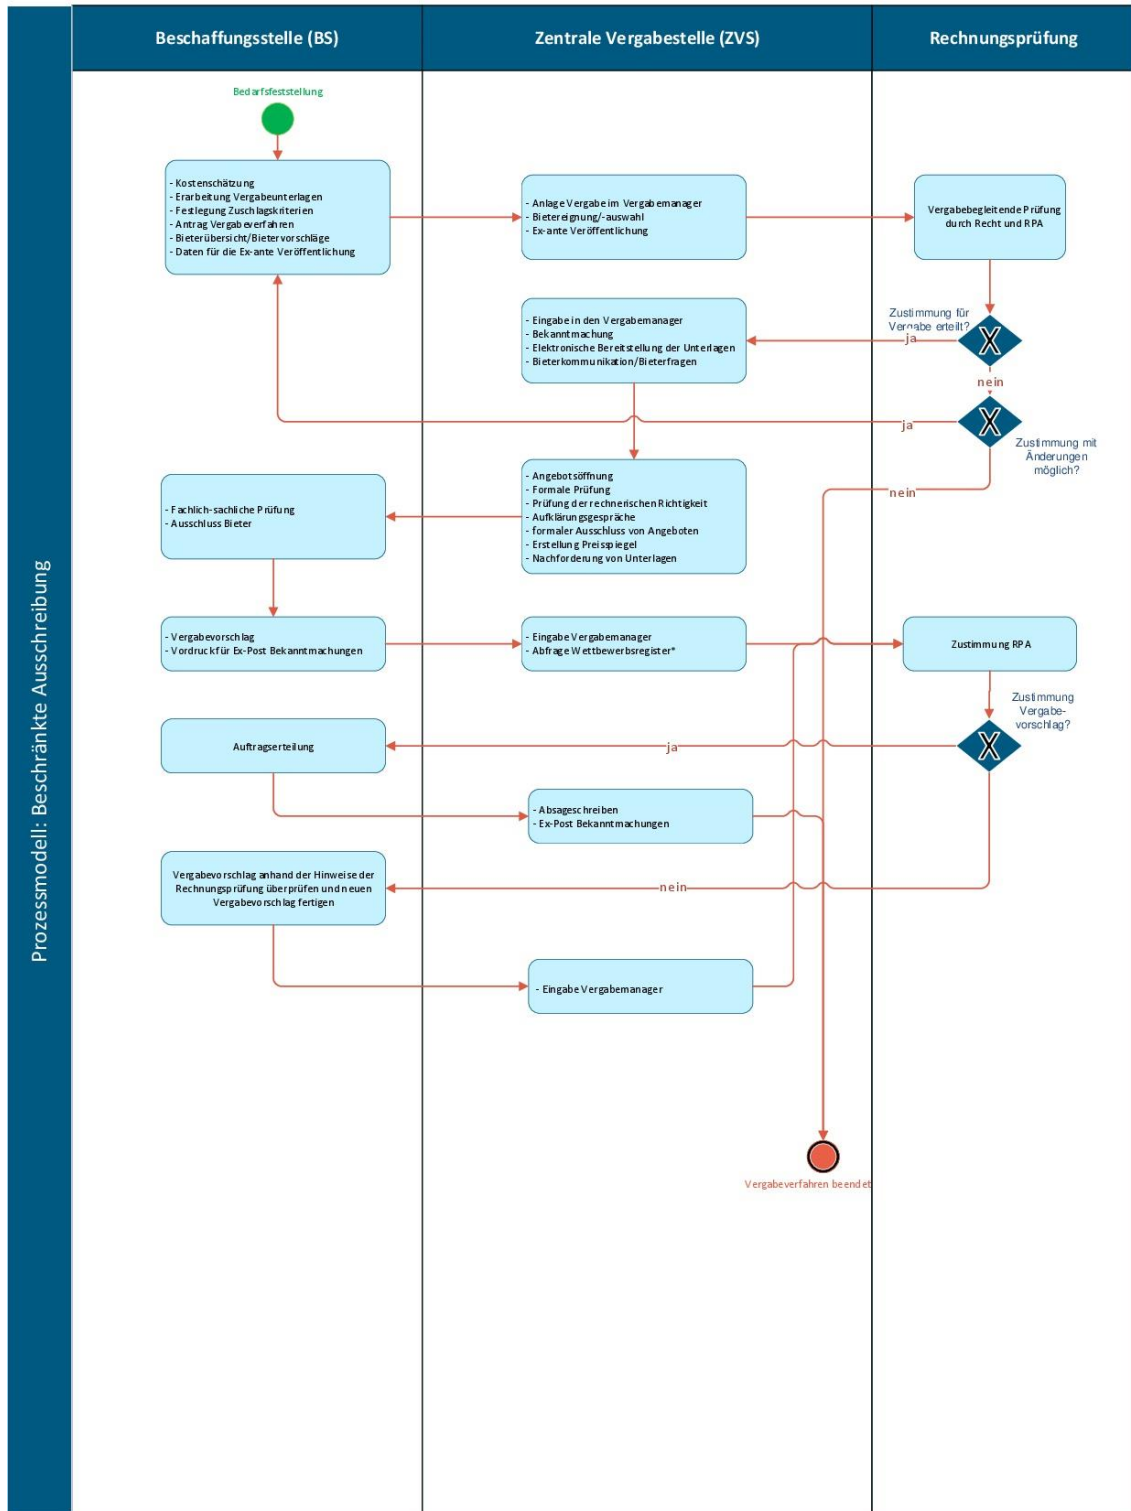 Prozessmodell: Beschränkte Ausschreibung
Beschaffungsstelle (BS)
Zentrale Vergabestelle (ZVS)
Rechnungsprüfung
Bedarfsfeststellung
- Kostenschätzung
- Erarbeitung Vergabeunterlagen
- Festlegung Zuschlagskriterien
- Antrag Vergabeverfahren
- Bieterübersicht/Bietervorschläge
- Daten für die Ex-ante Veröffentlichung
- Anlage Vergabe im Vergabemanager
- Bietereignung/-auswahl
- Ex-ante Veröffentlichung
Vergabebegleitende Prüfung
durch Recht und RPA
Zustimmung für
Vergabe erteilt?
ja
nein
- Eingabe in den Vergabemanager
- Bekanntmachung
- Elektronische Bereitstellung der Unterlagen
- Bieterkommunikation/Bieterfragen
ja
Zustimmung mit
Änderungen
möglich?
nein
- Angebotsöffnung
- Formale Prüfung
- Prüfung der rechnerischen Richtigkeit
- Aufklärungsgespräche
- formaler Ausschluss von Angeboten
- Erstellung Preisspiegel
- Nachforderung von Unterlagen
- Fachlich-sachliche Prüfung
- Ausschluss Bieter
- Vergabevorschlag
- Vordruck für Ex-Post Bekanntmachungen
- Eingabe Vergabemanager
- Abfrage Wettbewerbsregister*
Zustimmung RPA
Zustimmung
Vergabe-
vorschlag?
ja
Auftragserteilung
- Absageschreiben
- Ex-Post Bekanntmachungen
nein
Vergabevorschlag anhand der Hinweise der
Rechnungsprüfung überprüfen und neuen
Vergabevorschlag fertigen
- Eingabe Vergabemanager
Vergabeverfahren beendet